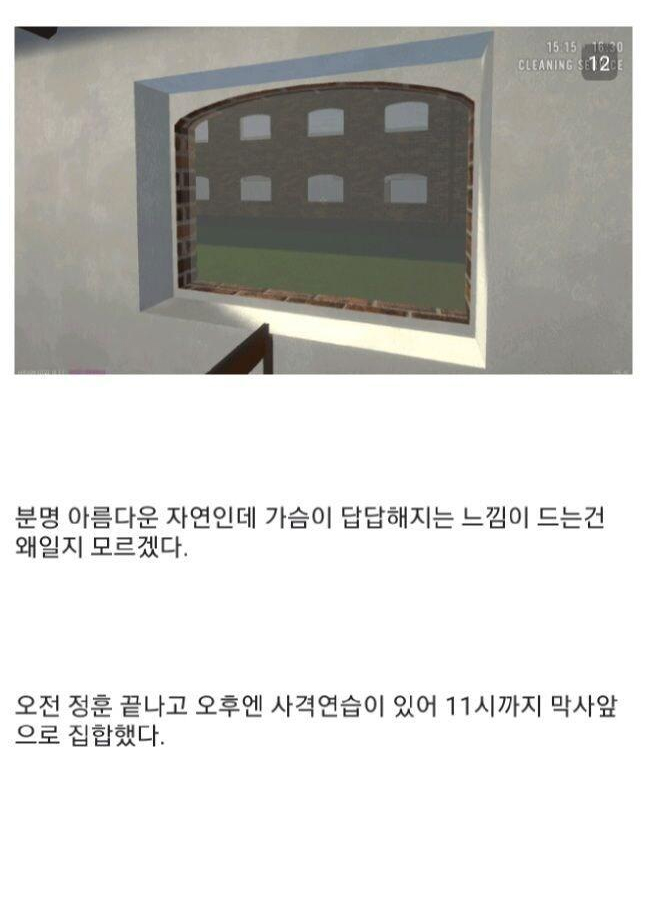 15:15
CLEANING
12
분명 아름다운 자연인데 가슴이 답답해지는 느낌이 드는건
왜일지 모르겠다.
오전 정훈 끝나고 오후엔 사격연습이 있어 11시까지 막사앞
으로 집합했다.